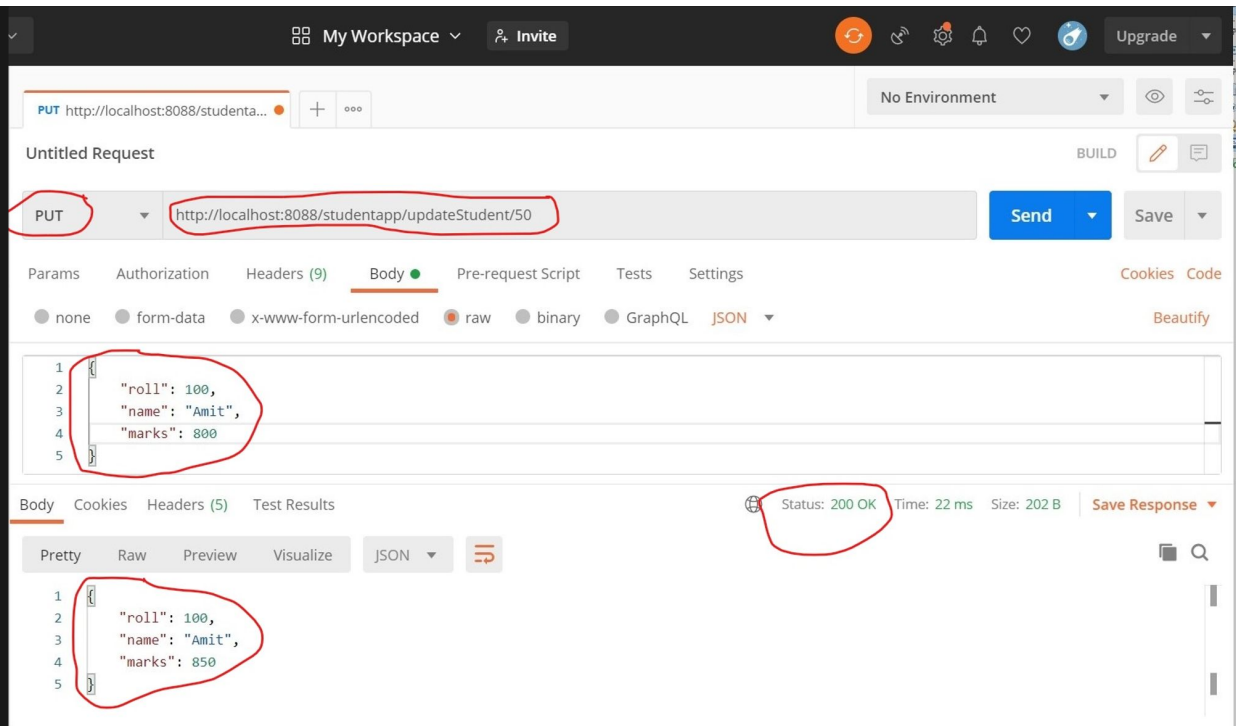 My Workspace
Invite
Upgrade
PUT http://localhost:8088/studenta...
No Environment
Untitled Request
BUILD
PUT
http://localhost:8088/studentapp/updateStudent/50
Send
Save
Params Authorization Headers (9) Body Pre-request Script Tests Settings Cookies Code
none form-data x-www-form-urlencoded raw binary GraphQL JSON Beautify
1 {
2 "roll": 100,
3 "name": "Amit",
4 "marks": 800
5 }
Body Cookies Headers (5) Test Results Status: 200 OK Time: 22 ms Size: 202 B Save Response
Pretty Raw Preview Visualize JSON
1 {
2 "roll": 100,
3 "name": "Amit",
4 "marks": 850
5 }